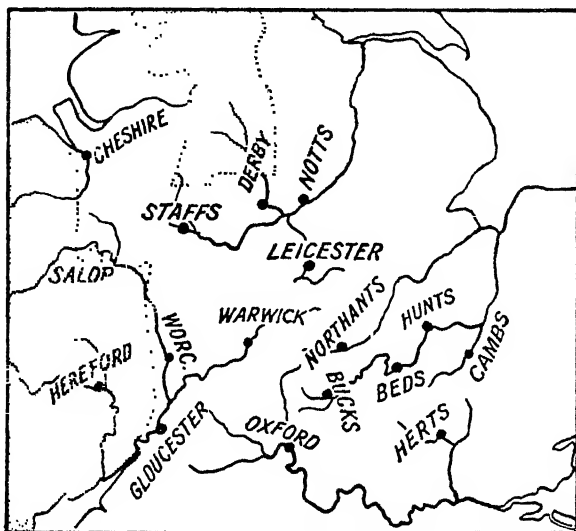 CHESHIRE
DERBY
NOTTS
STAFFS
LEICESTER
SALOP
WARWICK
NORTHANTS
HUNTS
WORC.
HEREFORD
BUCKS
BEDS
CAMBS
GLOUCESTER
OXFORD
HERTS